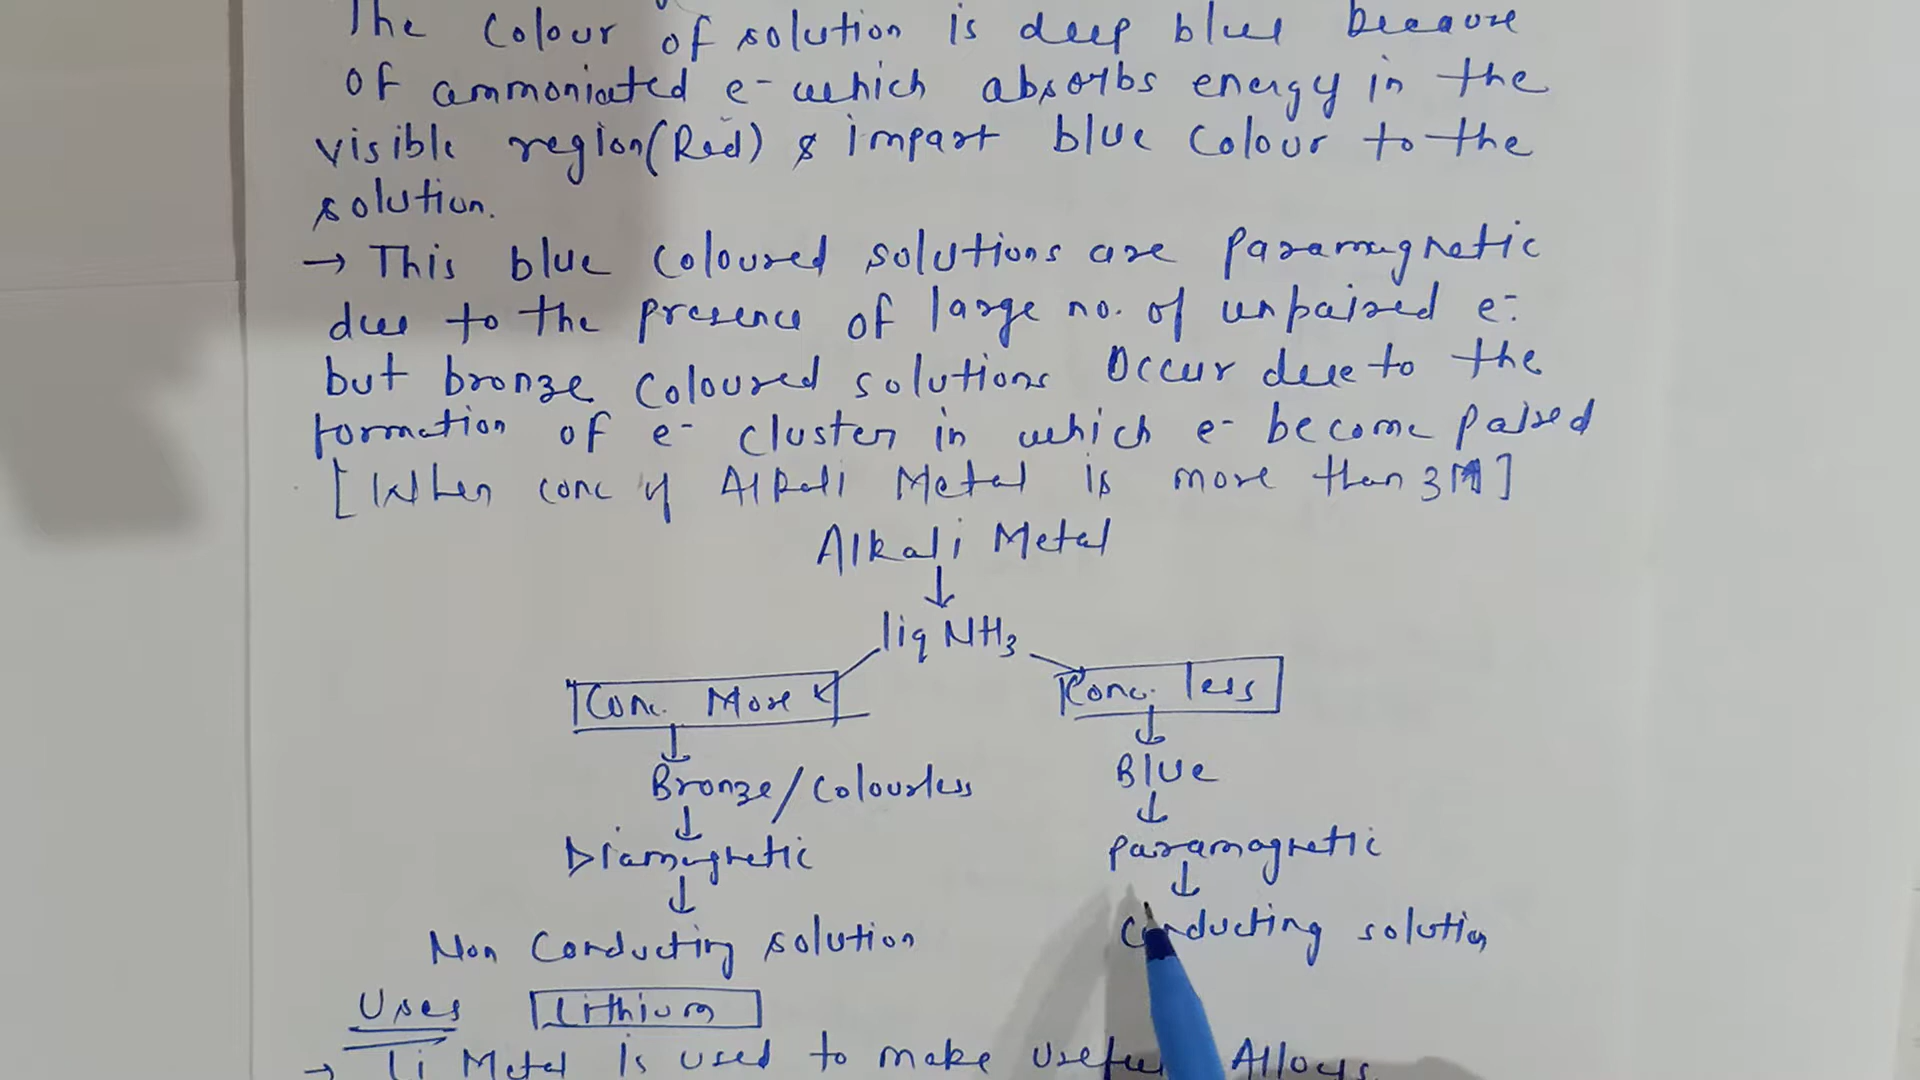 The colour of solution is deep blue because
of ammoniated e- which absorbs energy in the
visible region(Red) & impart blue colour to the
solution.
→ This blue coloured solutions are paramagnetic
due to the presence of large no. of unpaired e-.
but bronze coloured solutions occur due to the
formation of e- cluster in which e- become paired
[When conc of Alkali Metal is more than 3M]
Alkali Metal
↓
liq NH3
Conc. More
Conc. less
↓ ↓
Bronze/colourless
Blue
↓ ↓
Diamagnetic
paramagnetic
↓ ↓
Non Conducting solution
conducting solution
Uses Lithium
→ Li Metal is used to make Alloys.